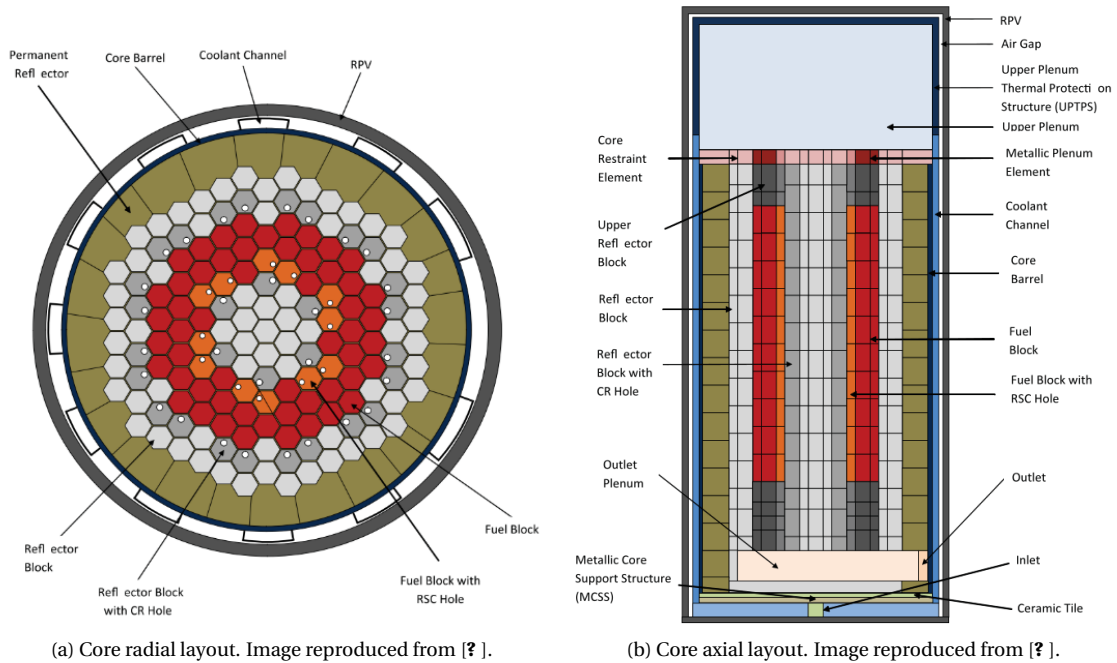 Permanent
Refl ector
Core Barrel
Coolant Channel
RPV
Refl ector
Block
Refl ector Block
with CR Hole
Fuel Block with
RSC Hole
Fuel Block
(a) Core radial layout. Image reproduced from [? ].
RPV
Air Gap
Upper Plenum
Thermal Protecti on
Structure (UPTPS)
Upper Plenum
Metallic Plenum
Element
Coolant
Channel
Core
Barrel
Fuel
Block
Fuel Block with
RSC Hole
Outlet
Inlet
Ceramic Tile
Core
Restraint
Element
Upper
Refl ector
Block
Refl ector
Block
Refl ector
Block with
CR Hole
Outlet
Plenum
Metallic Core
Support Structure
(MCSS)
(b) Core axial layout. Image reproduced from [? ].